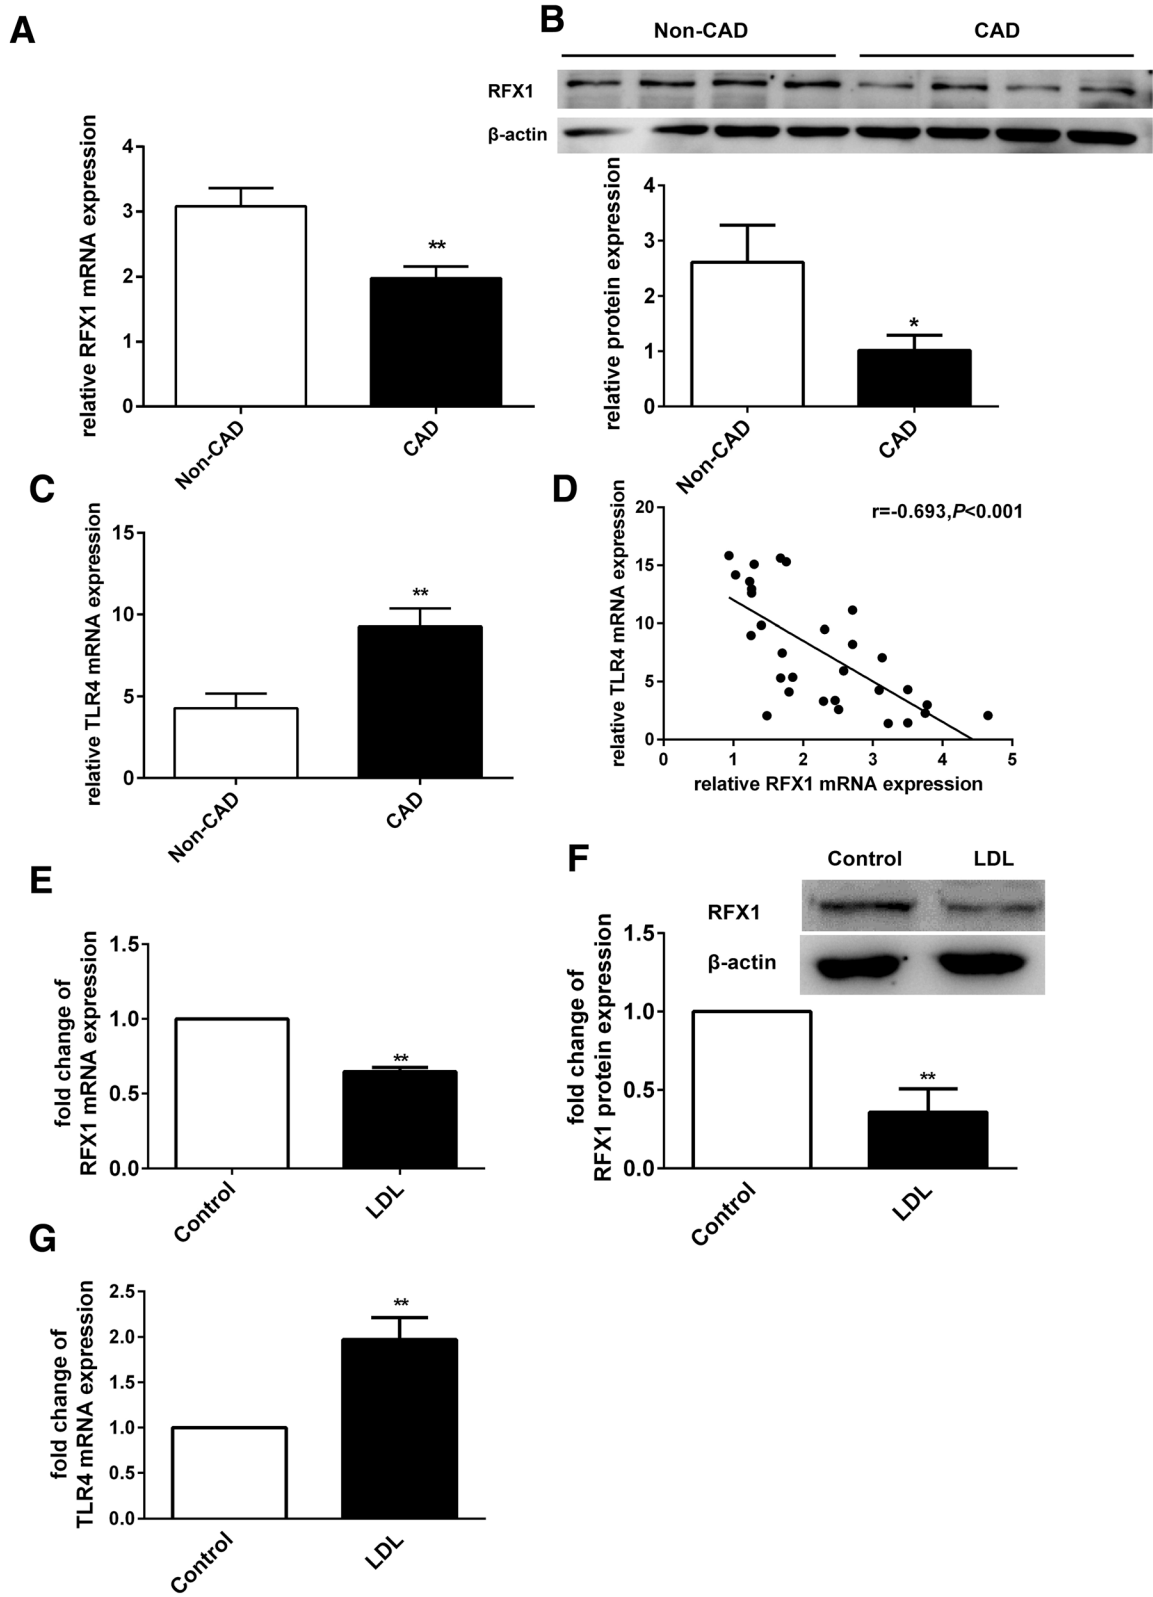 A
relative RFX1 mRNA expression
4
3
2
1
0
**
Non-CAD
CAD
B
Non-CAD
CAD
RFX1
β-actin
relative protein expression
4
3
2
1
0
*
Non-CAD
CAD
C
relative TLR4 mRNA expression
15
10
5
0
**
Non-CAD
CAD
D
relative TLR4 mRNA expression
r=-0.693,P<0.001
20
15
10
5
0
0 1 2 3 4 5
relative RFX1 mRNA expression
E
fold change of
RFX1 mRNA expression
1.5
1.0
0.5
0.0
**
Control
LDL
F
Control
LDL
RFX1
β-actin
fold change of
RFX1 protein expression
1.5
1.0
0.5
0.0
**
Control
LDL
G
fold change of
TLR4 mRNA expression
2.5
2.0
1.5
1.0
0.5
0.0
**
Control
LDL